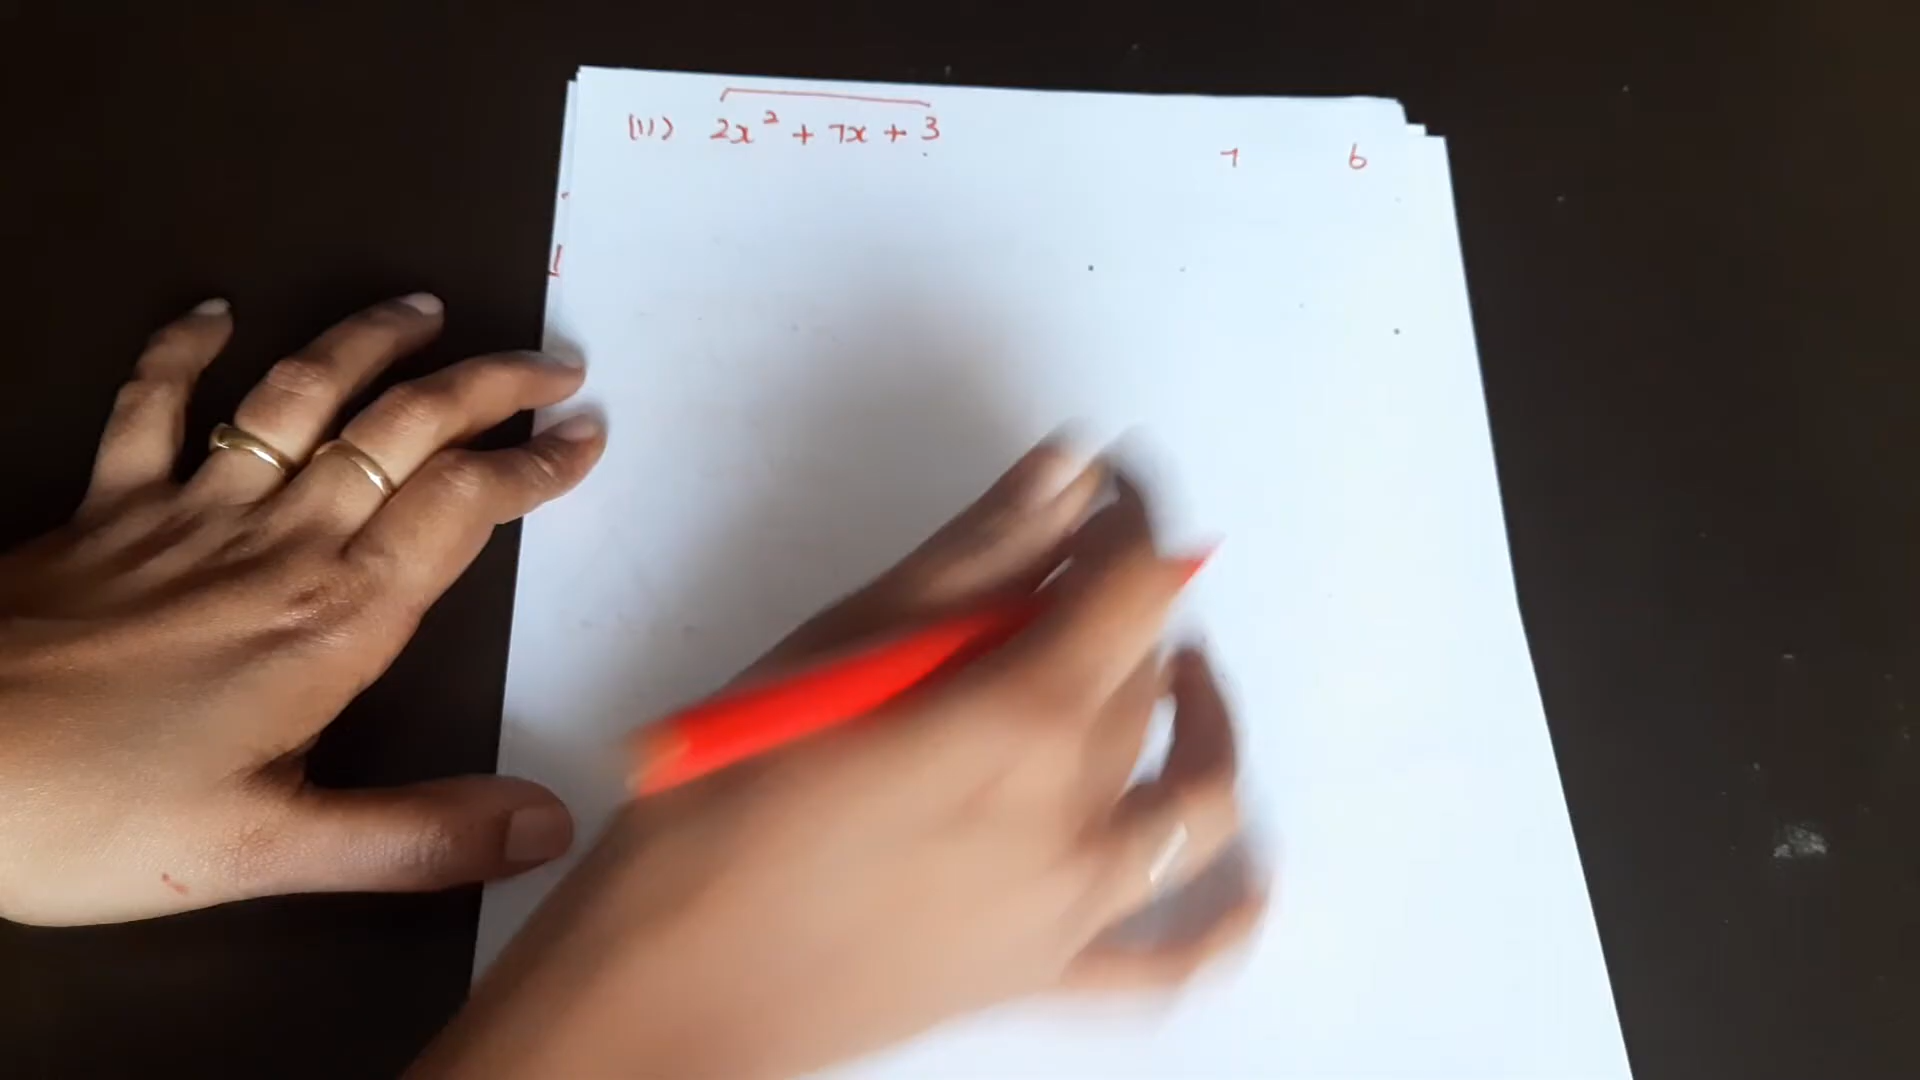 (ii) 2x² + 7x + 3
7 6